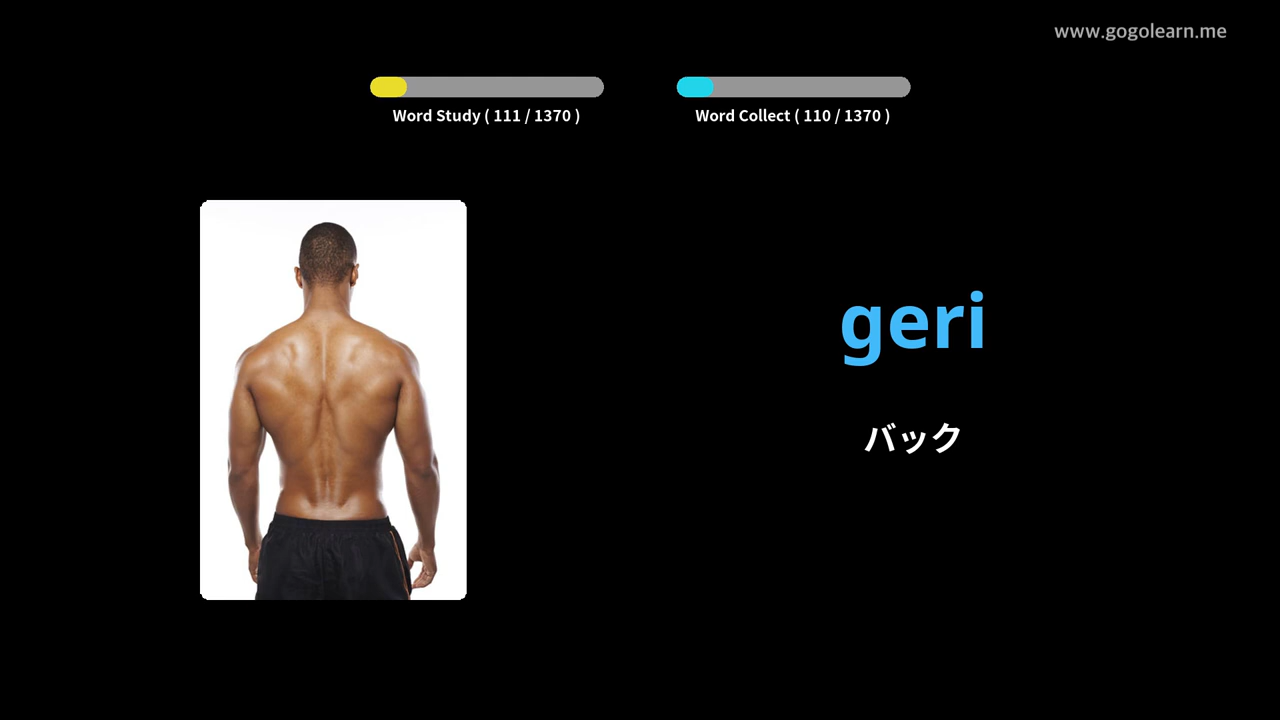 www.gogolearn.me
Word Study ( 111 / 1370 )
Word Collect ( 110 / 1370 )
geri
バック